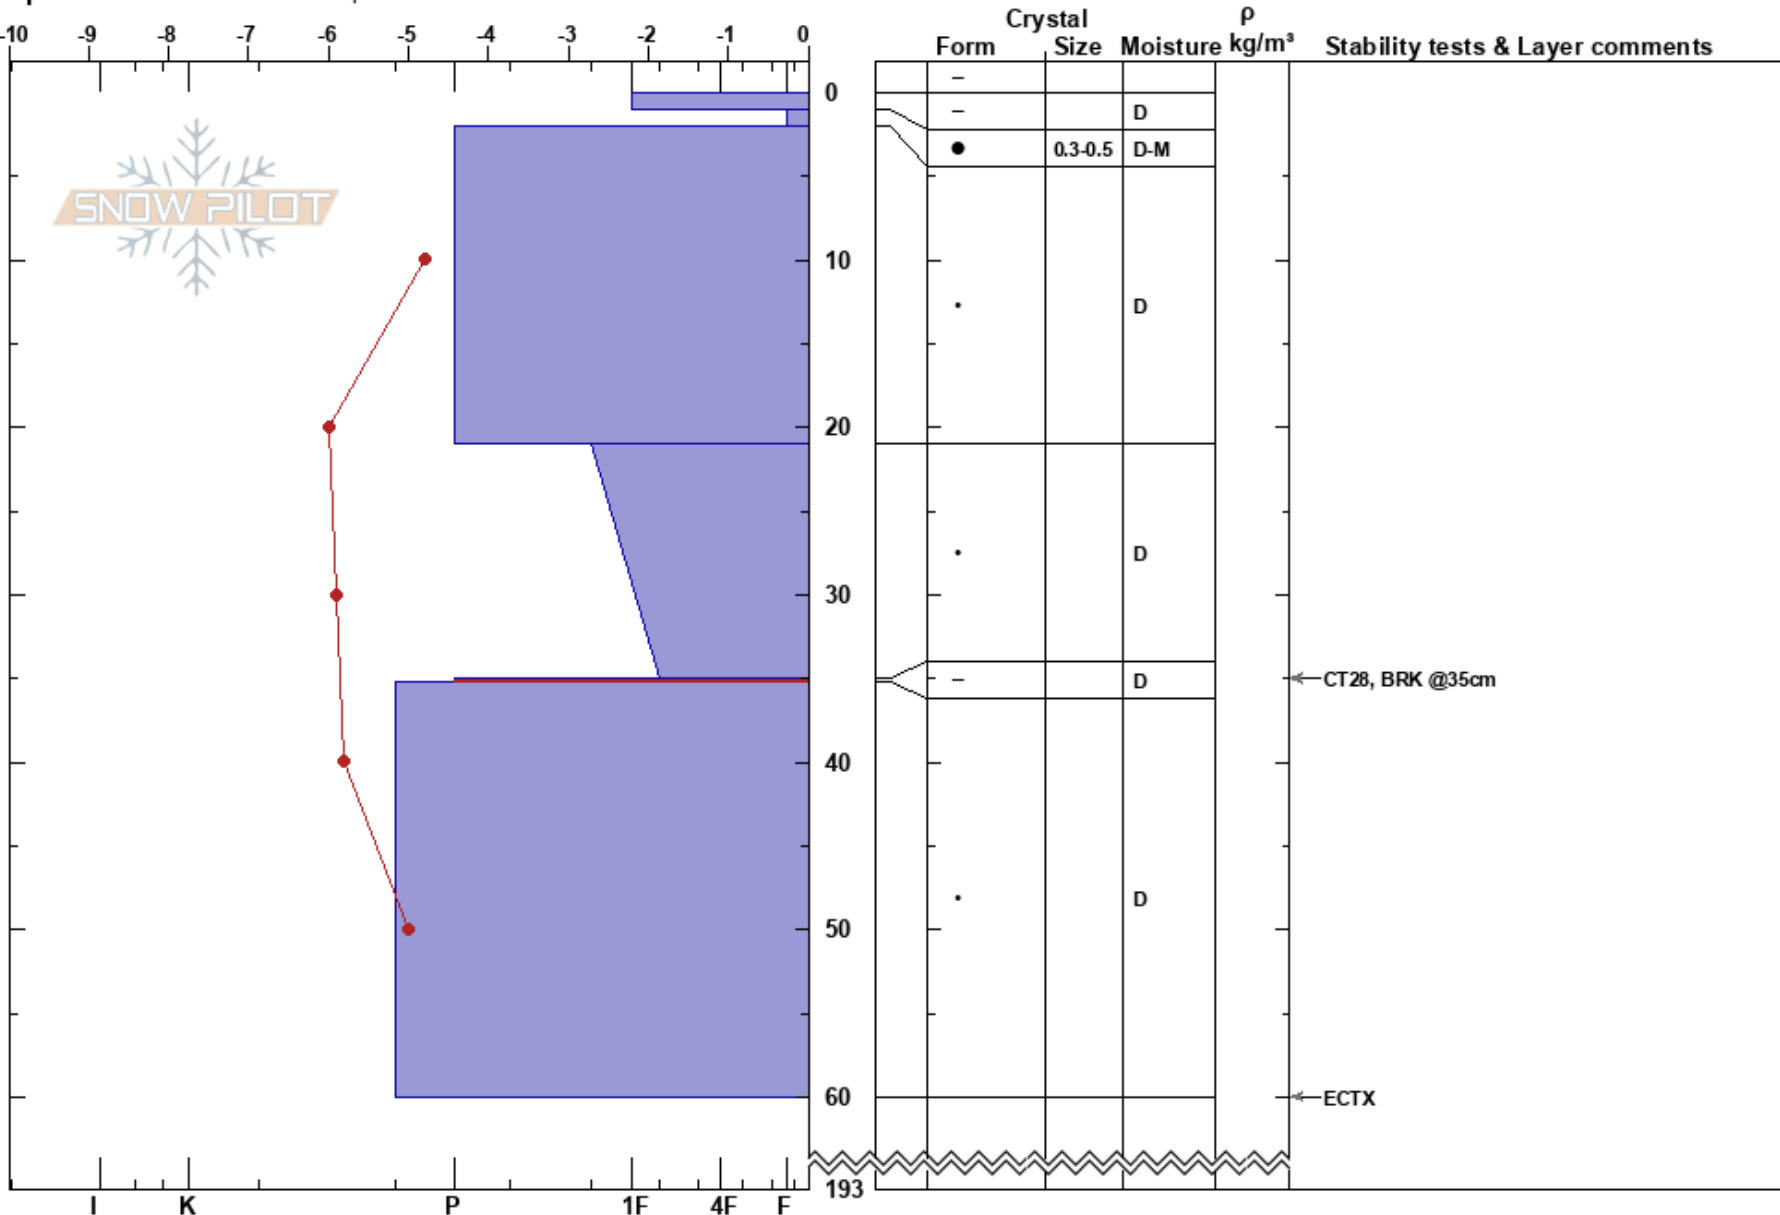 Crystal ρ
-10 -9 -8 -7 -6 -5 -4 -3 -2 -1 0 Form Size Moisture kg/m³ Stability tests & Layer comments
0
D
SNOW PILOT
0.3-0.5 D-M
10
D
20
D
30
D CT28, BRK @35cm
40
D
50
60 ECTX
193
I K P 1F 4F F